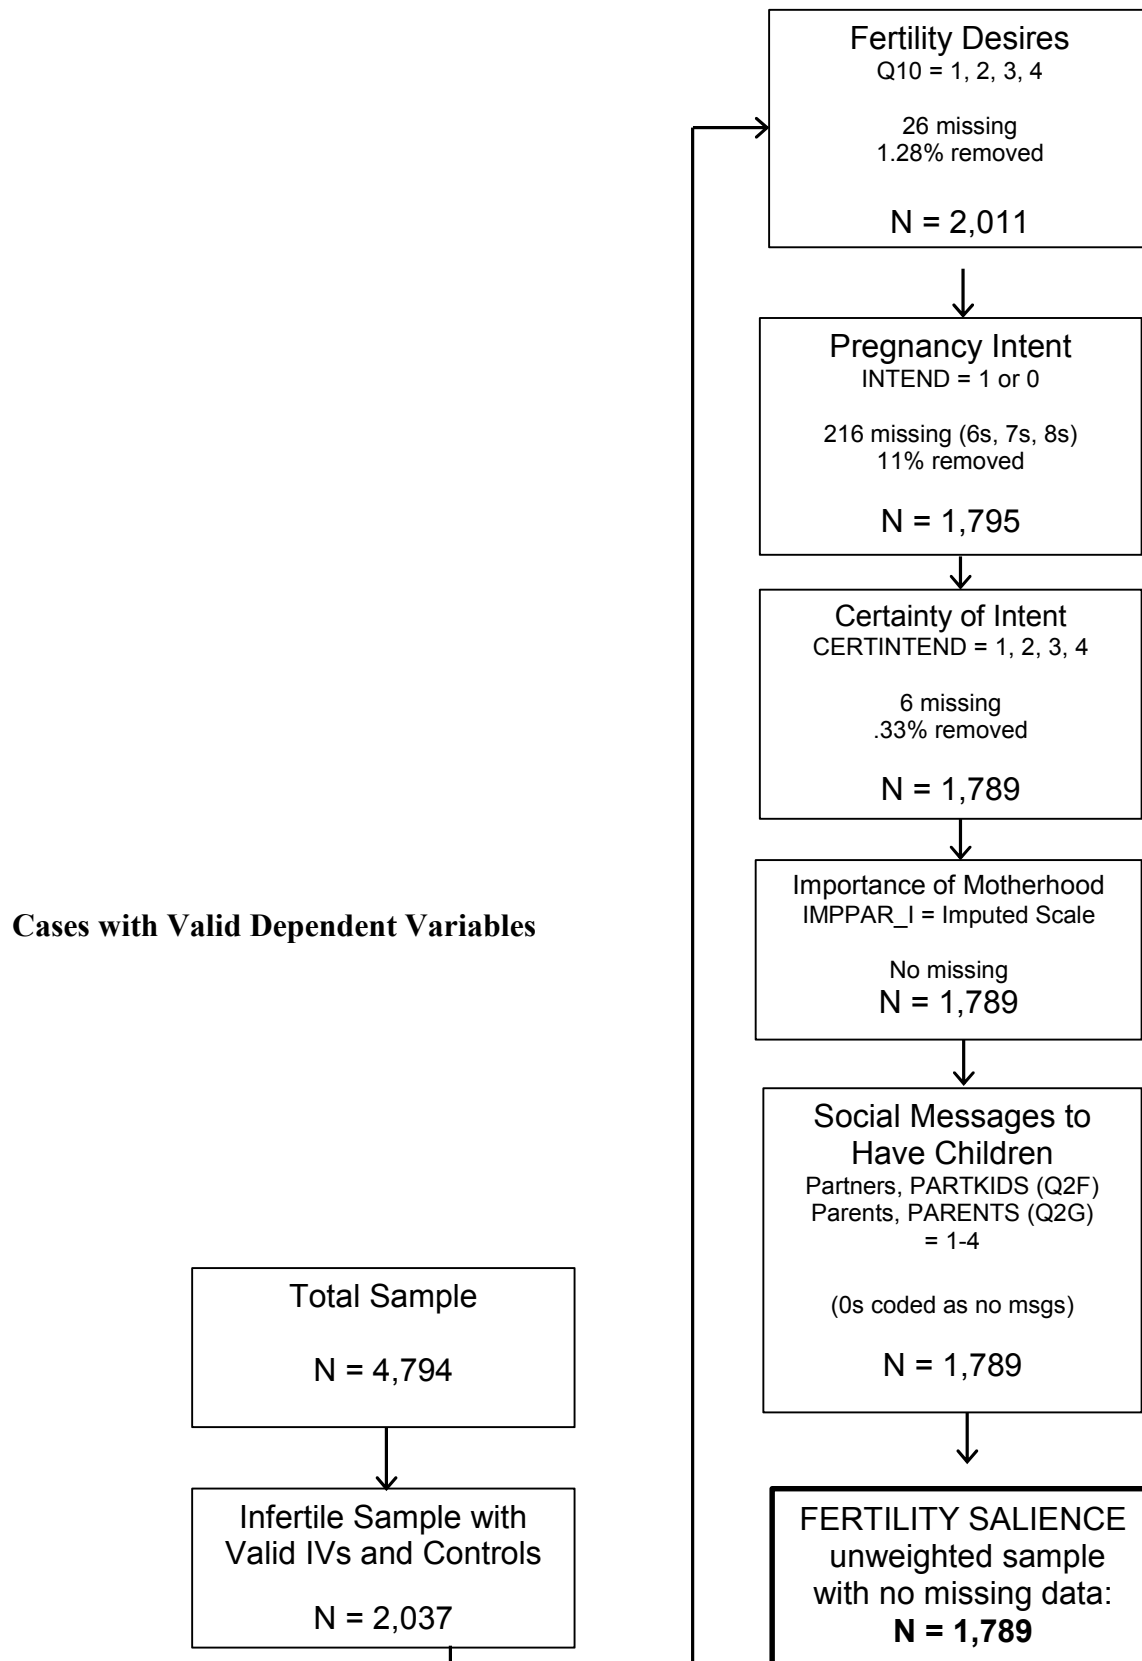 Fertility Desires
Q10 = 1, 2, 3, 4
26 missing
1.28% removed
N = 2,011
Pregnancy Intent
INTEND = 1 or 0
216 missing (6s, 7s, 8s)
11% removed
N = 1,795
Certainty of Intent
CERTINTEND = 1, 2, 3, 4
6 missing
.33% removed
N = 1,789
Importance of Motherhood
IMPPAR_I = Imputed Scale
No missing
N = 1,789
Cases with Valid Dependent Variables
Social Messages to
Have Children
Partners, PARTKIDS (Q2F)
Parents, PARENTS (Q2G)
= 1-4
(0s coded as no msgs)
N = 1,789
Total Sample
N = 4,794
Infertile Sample with
Valid IVs and Controls
N = 2,037
FERTILITY SALIENCE
unweighted sample
with no missing data:
N = 1,789